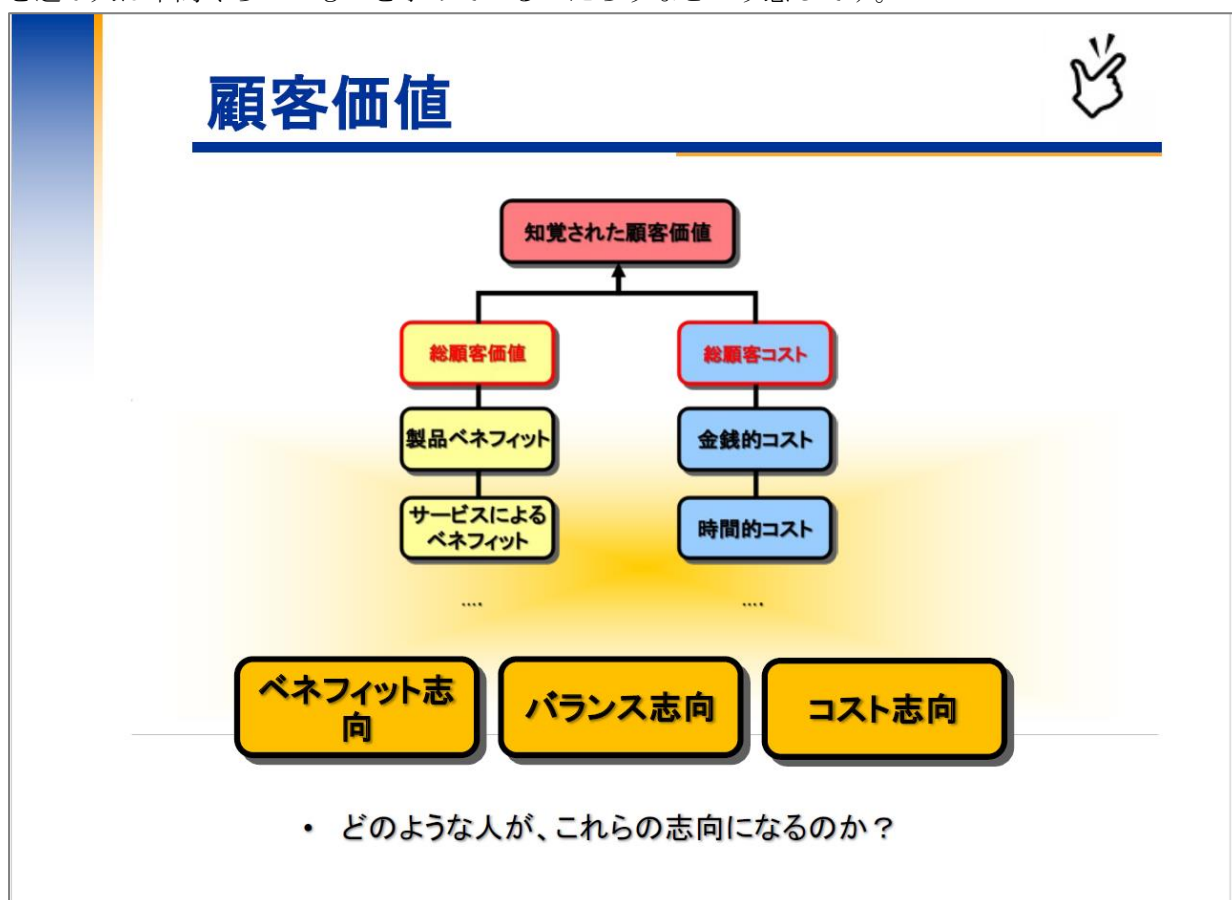 顧客価値
知覚された顧客価値
総顧客価値
総顧客コスト
製品ベネフィット
金銭的コスト
サービスによる
ベネフィット
時間的コスト
....
....
ベネフィット志
向
バランス志向
コスト志向
• どのような人が、これらの志向になるのか？